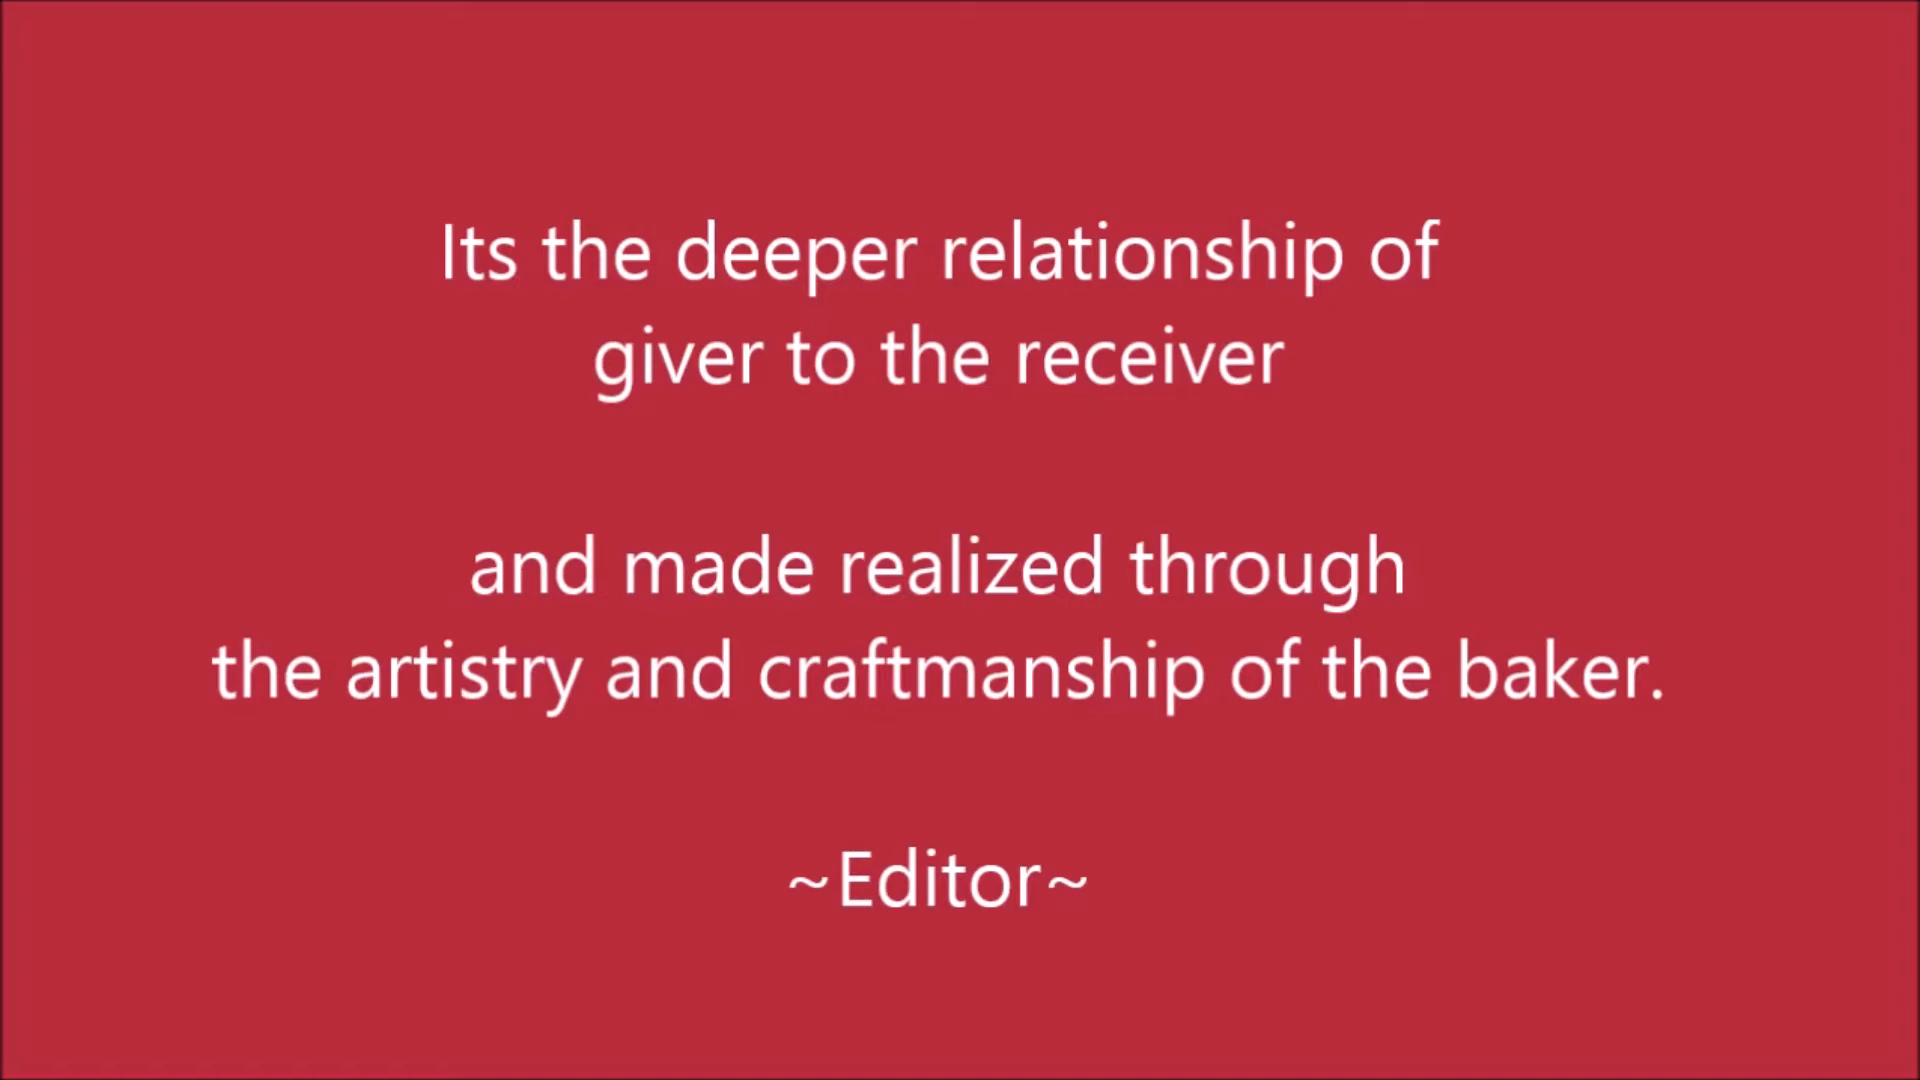 Its the deeper relationship of
giver to the receiver
and made realized through
the artistry and craftmanship of the baker.
~Editor~